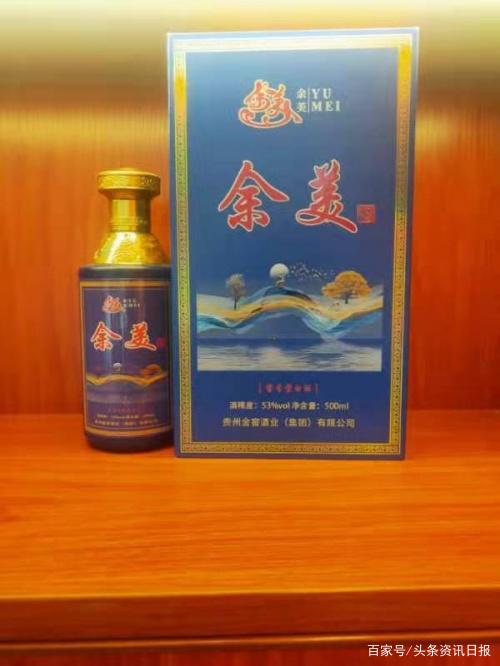 余美
YU
MEI
余美
酱香型白酒
酒精度：53%vol 净含量：500ml
贵州金窖酒业（集团）有限公司
余美
百家号/头条资讯日报